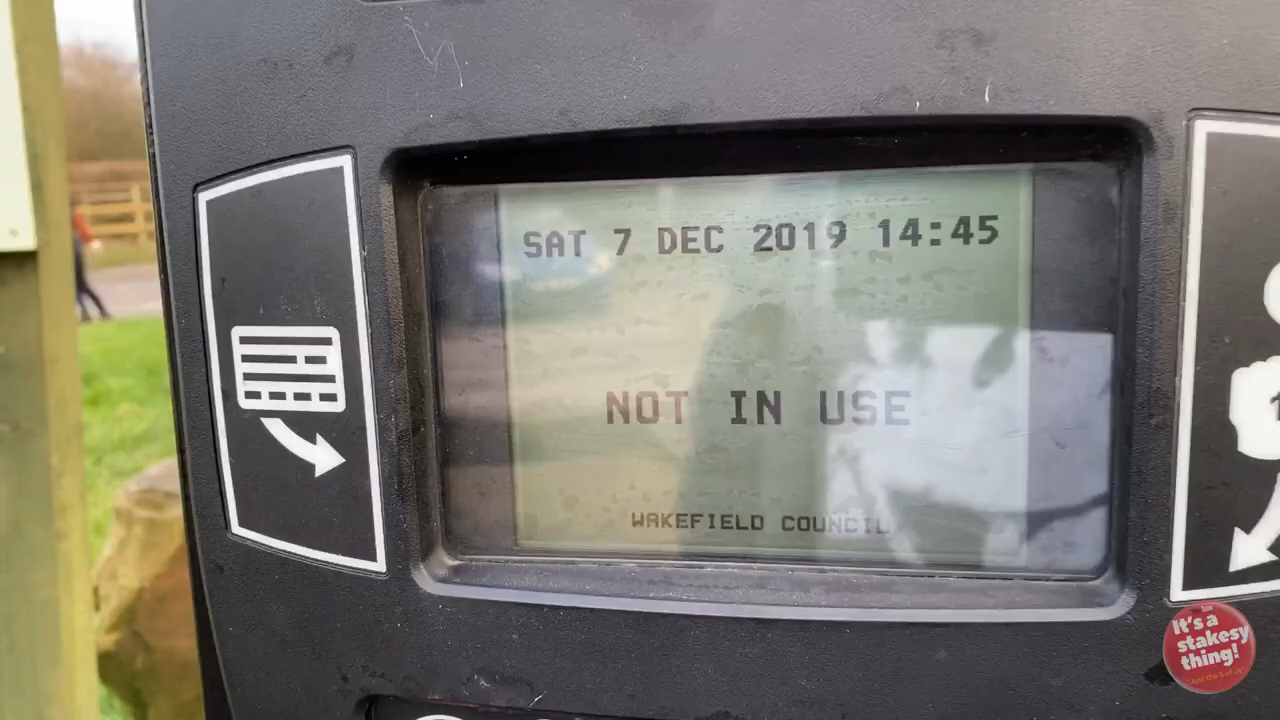 SAT 7 DEC 2019 14:45
NOT IN USE
WAKEFIELD COUNCIL
It's a
stakesy
thing!